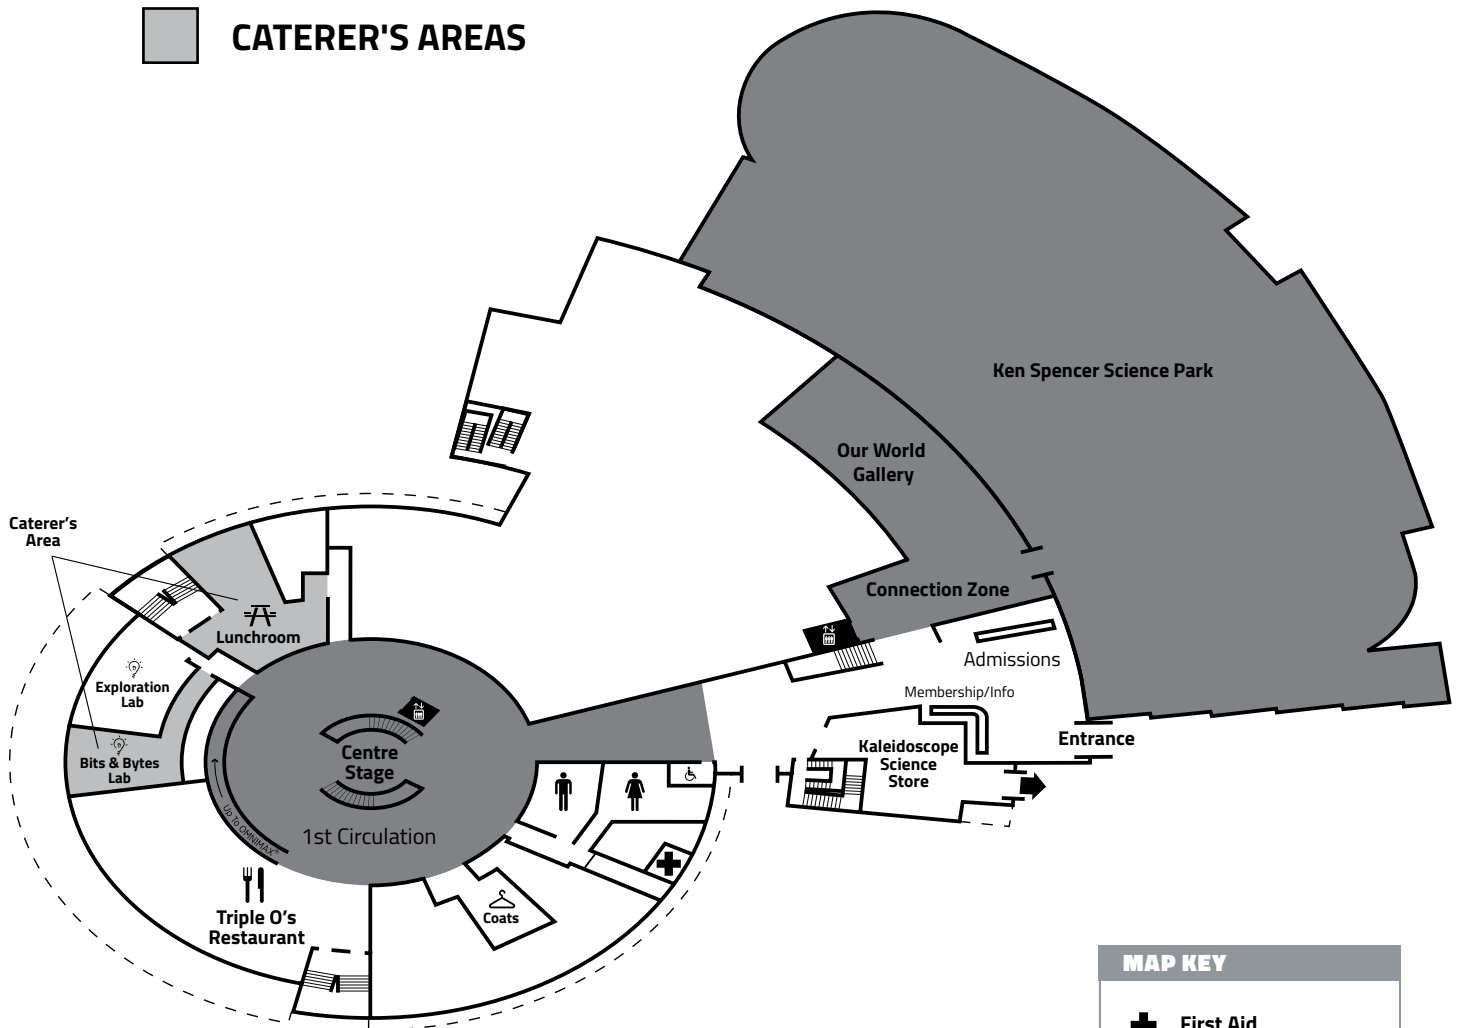 CATERER'S AREAS
Ken Spencer Science Park
Our World
Gallery
Caterer’s
Area
Connection Zone
Lunchroom
Admissions
Exploration
Lab
Membership/Info
Entrance
Kaleidoscope
Science
Store
Centre
Stage
Bits & Bytes
Lab
Up To OMNIMAX®
1st Circulation
Triple O’s
Restaurant
Coats
MAP KEY
First Aid